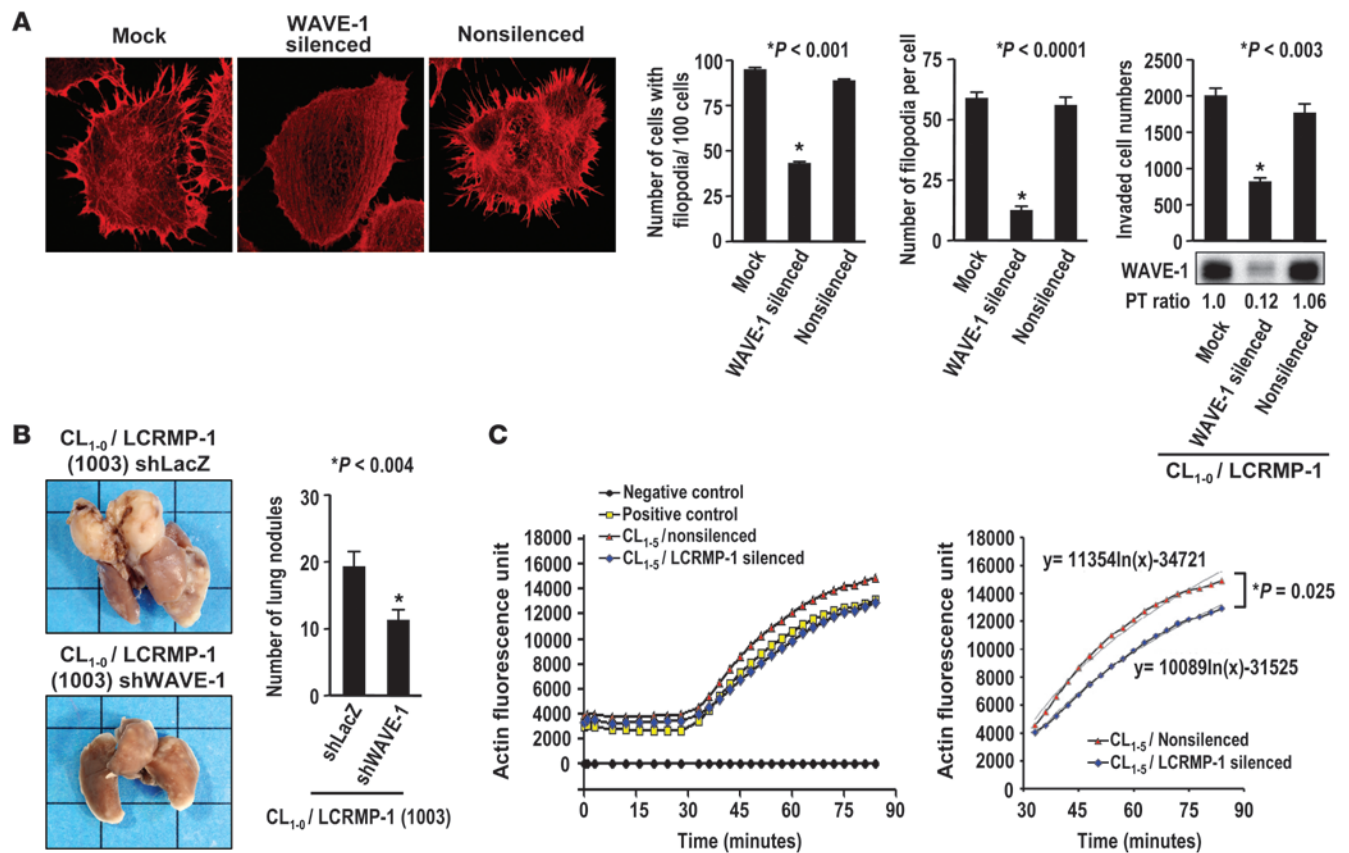 A
Mock
WAVE-1
silenced
Nonsilenced
Number of cells with
filopodia/ 100 cells
*P < 0.001
100
75
50
25
0
*
Mock
WAVE-1 silenced
Nonsilenced
Number of filopodia per cell
*P < 0.0001
75
50
25
0
*
Mock
WAVE-1 silenced
Nonsilenced
Invaded cell numbers
*P < 0.003
2500
2000
1500
1000
500
0
*
WAVE-1
PT ratio 1.0 0.12 1.06
Mock
WAVE-1 silenced
Nonsilenced
CL1-0 / LCRMP-1
B
CL1-0 / LCRMP-1
(1003) shLacZ
CL1-0 / LCRMP-1
(1003) shWAVE-1
*P < 0.004
Number of lung nodules
30
20
10
0
*
shLacZ
shWAVE-1
CL1-0 / LCRMP-1 (1003)
C
Negative control
Positive control
CL1-5 / nonsilenced
CL1-5 / LCRMP-1 silenced
Actin fluorescence unit
18000
16000
14000
12000
10000
8000
6000
4000
2000
0
0 15 30 45 60 75 90
Time (minutes)
Actin fluorescence unit
18000
16000
14000
12000
10000
8000
6000
4000
2000
0
y= 11354ln(x)-34721
*P = 0.025
y= 10089ln(x)-31525
CL1-5 / Nonsilenced
CL1-5 / LCRMP-1 silenced
30 45 60 75 90
Time (minutes)